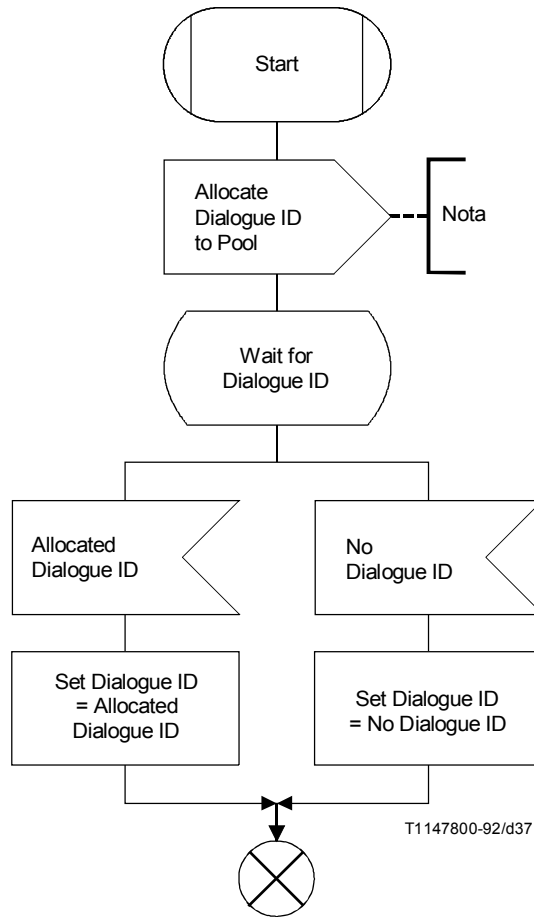 Start
Allocate
Dialogue ID
to Pool
Nota
Wait for
Dialogue ID
Allocated
Dialogue ID
No
Dialogue ID
Set Dialogue ID
= Allocated
Dialogue ID
Set Dialogue ID
= No Dialogue ID
T1147800-92/d37